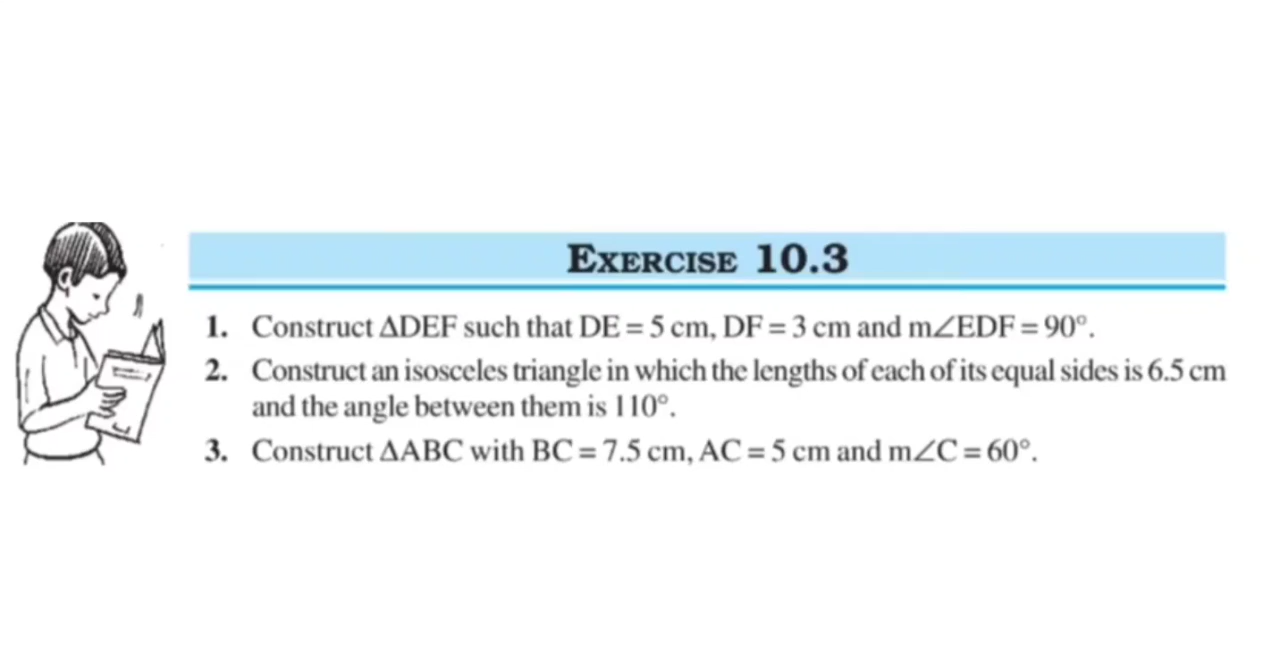 EXERCISE 10.3
1. Construct ΔDEF such that DE = 5 cm, DF = 3 cm and m∠EDF = 90°.
2. Construct an isosceles triangle in which the lengths of each of its equal sides is 6.5 cm
and the angle between them is 110°.
3. Construct ΔABC with BC = 7.5 cm, AC = 5 cm and m∠C = 60°.